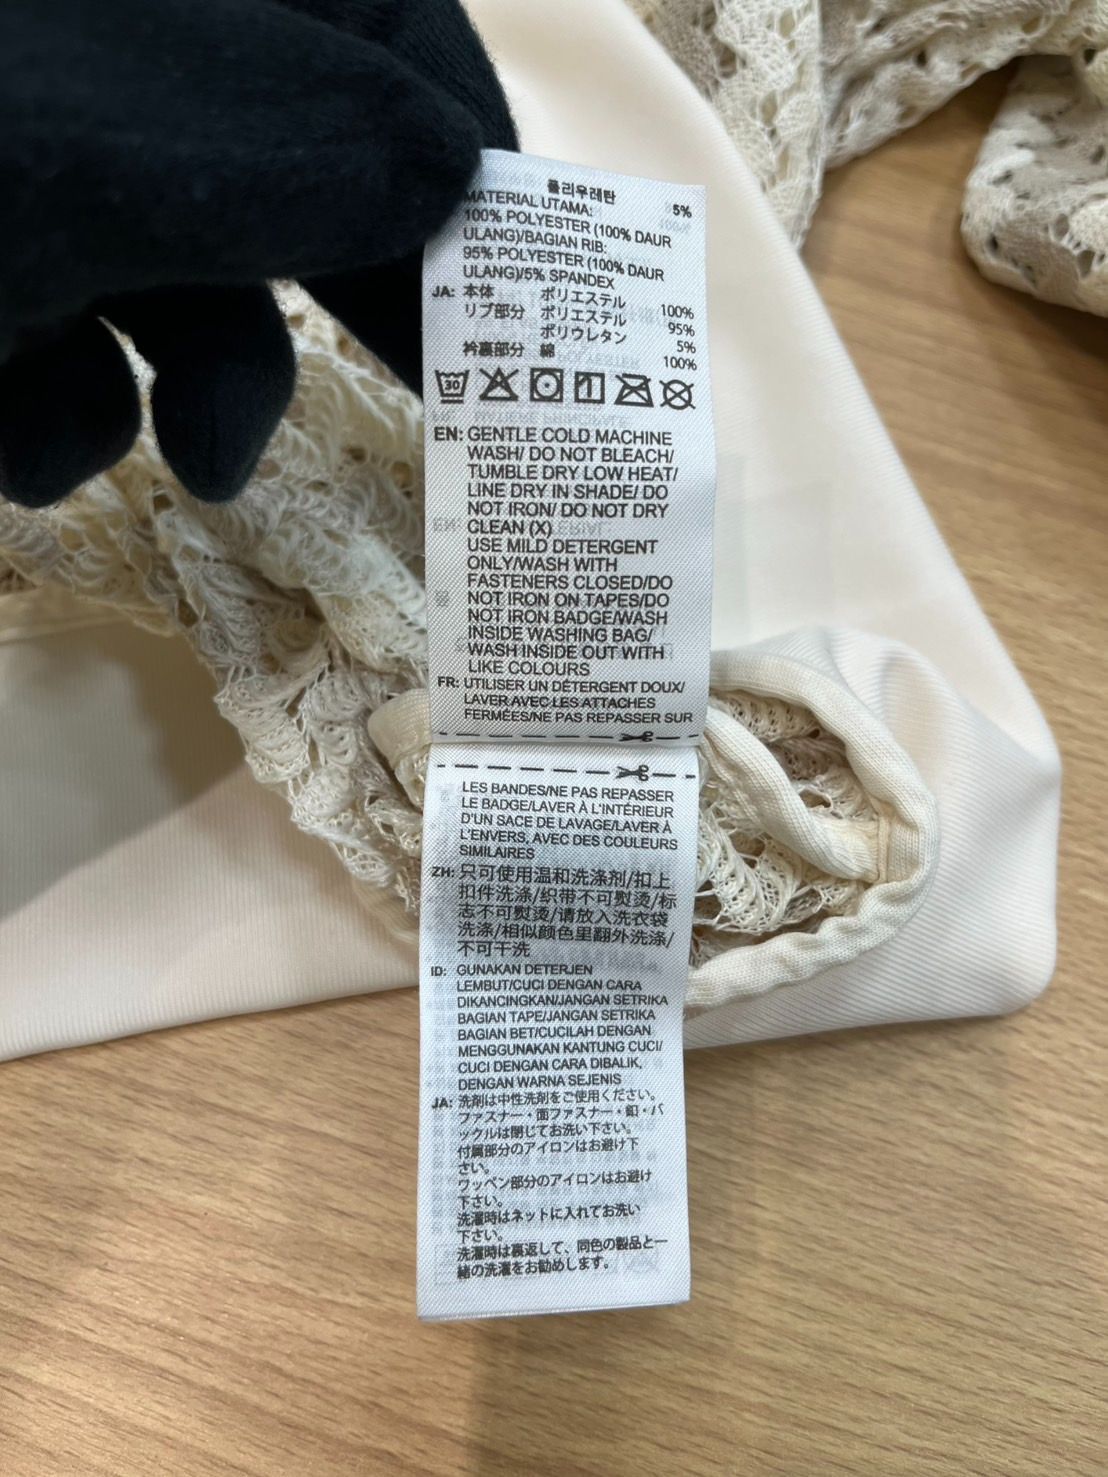 폴리우레탄 5%
MATERIAL UTAMA:
100% POLYESTER (100% DAUR
ULANG)/BAGIAN RIB:
95% POLYESTER (100% DAUR
ULANG)/5% SPANDEX
JA: 本体 ポリエステル 100%
リブ部分 ポリエステル 95%
ポリウレタン 5%
衿裏部分 綿 100%
30
EN: GENTLE COLD MACHINE
WASH/ DO NOT BLEACH/
TUMBLE DRY LOW HEAT/
LINE DRY IN SHADE/ DO
NOT IRON/ DO NOT DRY
CLEAN (X)
USE MILD DETERGENT
ONLY/WASH WITH
FASTENERS CLOSED/DO
NOT IRON ON TAPES/DO
NOT IRON BADGE/WASH
INSIDE WASHING BAG/
WASH INSIDE OUT WITH
LIKE COLOURS
FR: UTILISER UN DÉTERGENT DOUX/
LAVER AVEC LES ATTACHES
FERMÉES/NE PAS REPASSER SUR
LES BANDES/NE PAS REPASSER
LE BADGE/LAVER À L'INTÉRIEUR
D'UN SACE DE LAVAGE/LAVER À
L'ENVERS, AVEC DES COULEURS
SIMILAIRES
ZH: 只可使用温和洗涤剂/扣上
扣件洗涤/织带不可熨烫/标
志不可熨烫/请放入洗衣袋
洗涤/相似颜色里翻外洗涤/
不可干洗
ID: GUNAKAN DETERJEN
LEMBUT/CUCI DENGAN CARA
DIKANCINGKAN/JANGAN SETRIKA
BAGIAN TAPE/JANGAN SETRIKA
BAGIAN BET/CUCILAH DENGAN
MENGGUNAKAN KANTUNG CUCI/
CUCI DENGAN CARA DIBALIK,
DENGAN WARNA SEJENIS
JA: 洗剤は中性洗剤をご使用ください。
ファスナー・面ファスナー・釦・バ
ックルは閉じてお洗い下さい。
付属部分のアイロンはお避け下
さい。
ワッペン部分のアイロンはお避け
下さい。
洗濯時はネットに入れてお洗い
下さい。
洗濯時は裏返して、同色の製品と一
緒の洗濯をお勧めします。